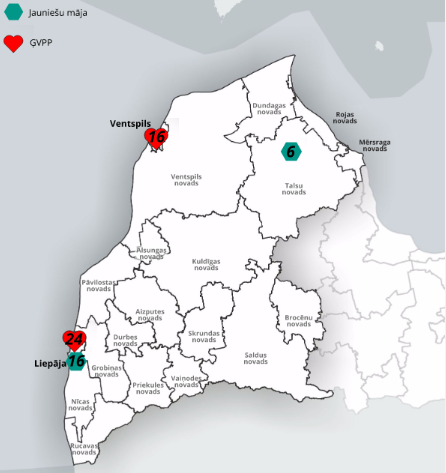 Jauniešu māja
ĢVPP
Ventspils
16
Dundagas
novads
Rojas
novads
Mērsraga
novads
6
Talsu
novads
Ventspils
novads
Alsungas
novads
Kuldīgas
novads
Pāvilostas
novads
Aizputes
novads
Brocēnu
novads
24
Durbes
novads
Skrundas
novads
Liepāja
16
Saldus
novads
Grobiņas
novads
Priekules
novads
Vaiņodes
novads
Nīcas
novads
Rucavas
novads